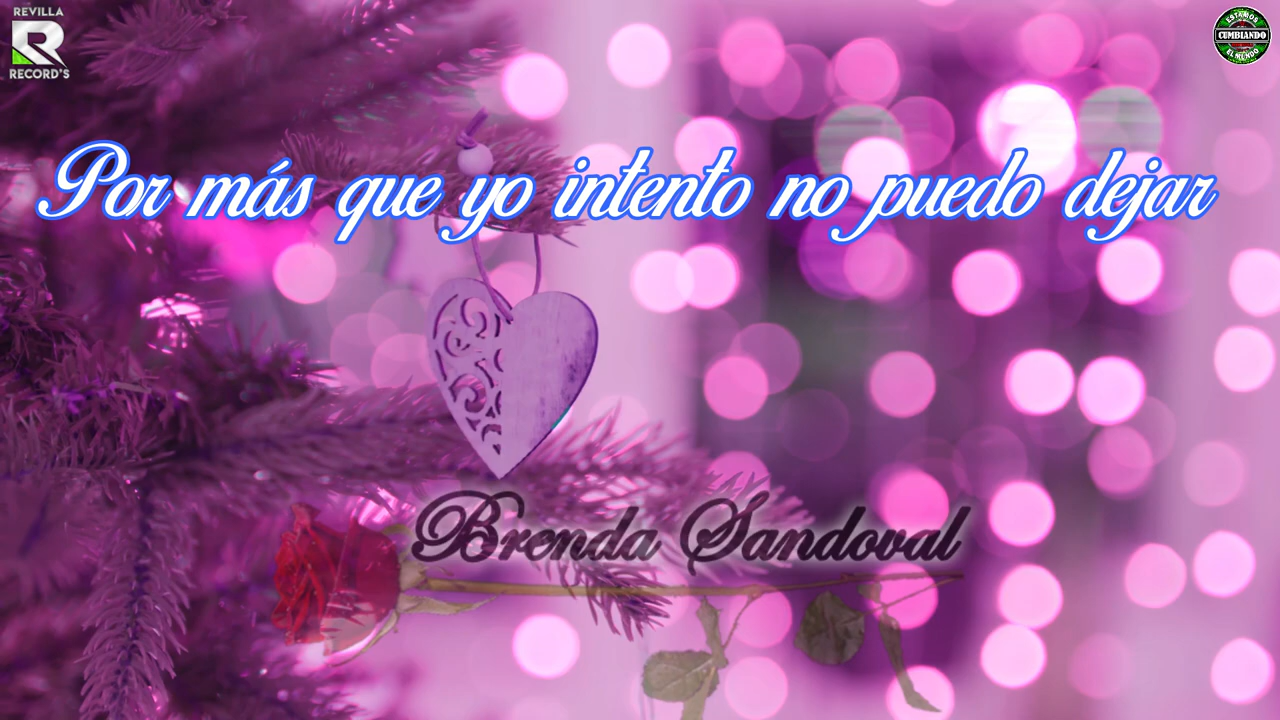 REVILLA
R
RECORD'S
ESTAMOS
CUMBIANDO
EL MUNDO
Por más que yo intento no puedo dejar
Brenda Sandoval